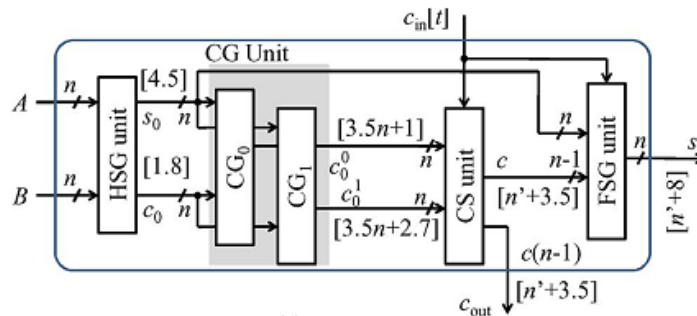 c_in[t]
CG Unit
A
n
HSG unit
[4.5]
s_0
n
CG_0
CG_1
[3.5n+1]
n
c_0^0
CS unit
n
FSG unit
n
s
[n'+8]
B
n
[1.8]
c_0
n
c_0^1
n
[3.5n+2.7]
c
n-1
[n'+3.5]
c(n-1)
[n'+3.5]
c_out